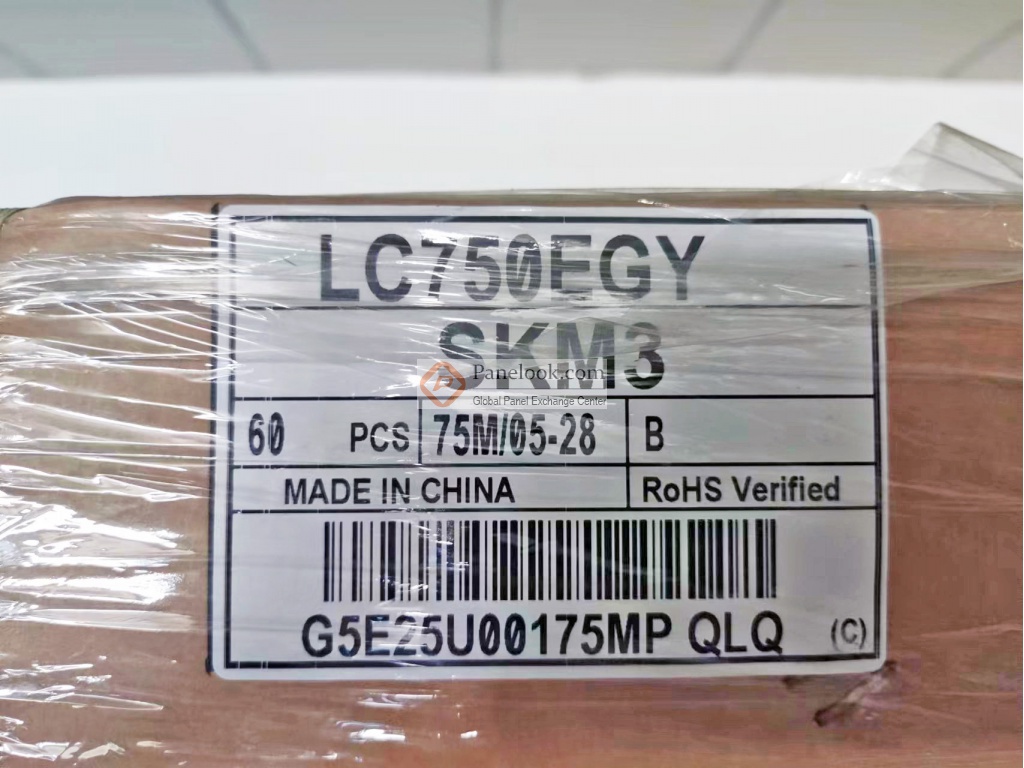 LC750EGY
SKM3
Panelook.com
Global Panel Exchange Center
60 PCS 75M/05-28 B
MADE IN CHINA RoHS Verified
G5E25U00175MP QLQ (C)